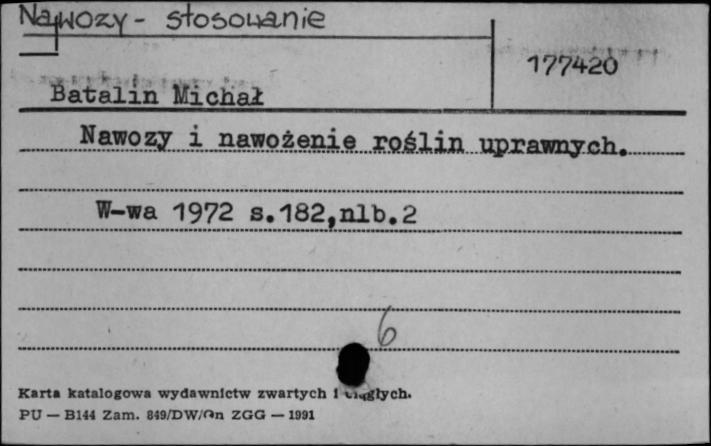 Nawozy - stosowanie
177420
Batalin Michał
Nawozy i nawożenie roślin uprawnych.
W-wa 1972 s.182,nlb.2
6
Karta katalogowa wydawnictw zwartych i ciągłych.
PU — B144 Zam. 849/DW/On ZGG — 1991